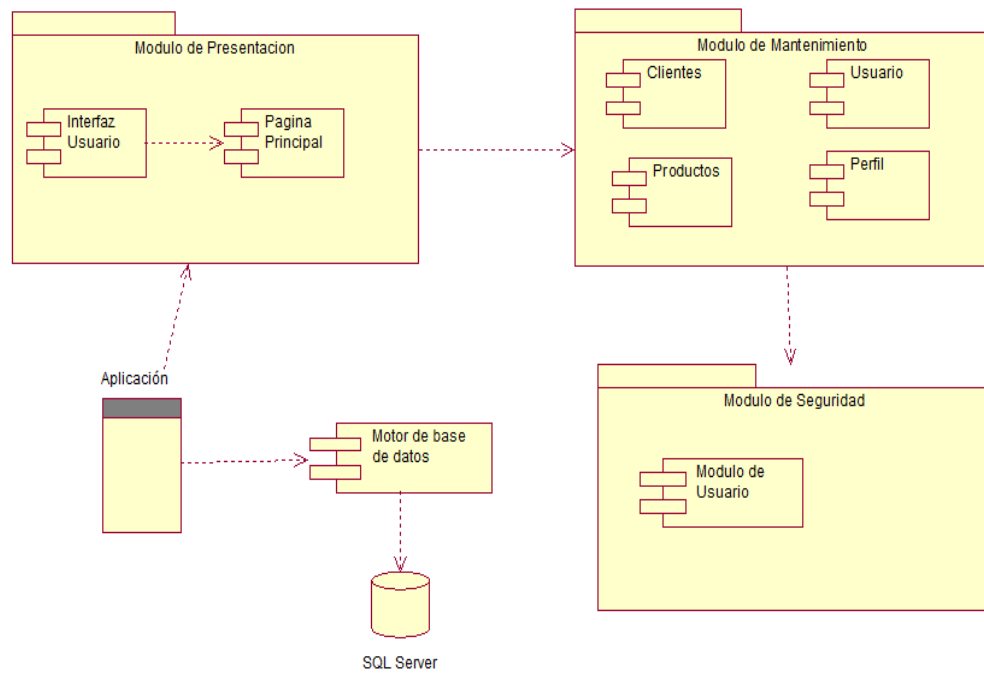 Modulo de Presentacion
Interfaz
Usuario
Pagina
Principal
Modulo de Mantenimiento
Clientes
Usuario
Productos
Perfil
Aplicación
Motor de base
de datos
SQL Server
Modulo de Seguridad
Modulo de
Usuario